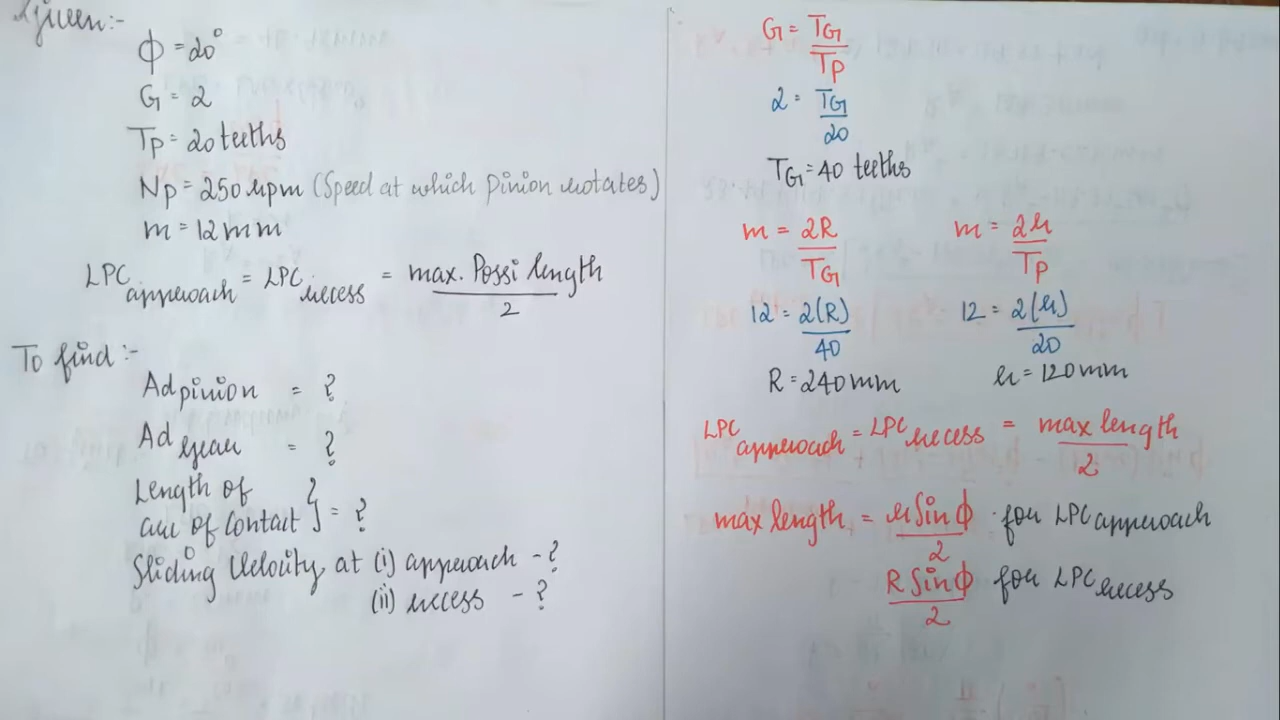 Given:-
ϕ = 20°
G = 2
TP = 20 teeths
NP = 250 rpm (Speed at which pinion rotates)
m = 12 mm
LPC approach = LPC recess = max. Possi length / 2
To find :-
Ad pinion = ?
Ad gear = ?
Length of
arc of Contact } = ?
Sliding Velocity at (i) approach - ?
(ii) recess - ?
G = TG / TP
2 = TG / 20
TG = 40 teeths
m = 2R / TG
12 = 2(R) / 40
R = 240 mm
m = 2r / TP
12 = 2(r) / 20
r = 120 mm
LPC approach = LPC recess = max length / 2
max length = r Sin ϕ / 2 for LPC approach
R Sin ϕ / 2 for LPC recess